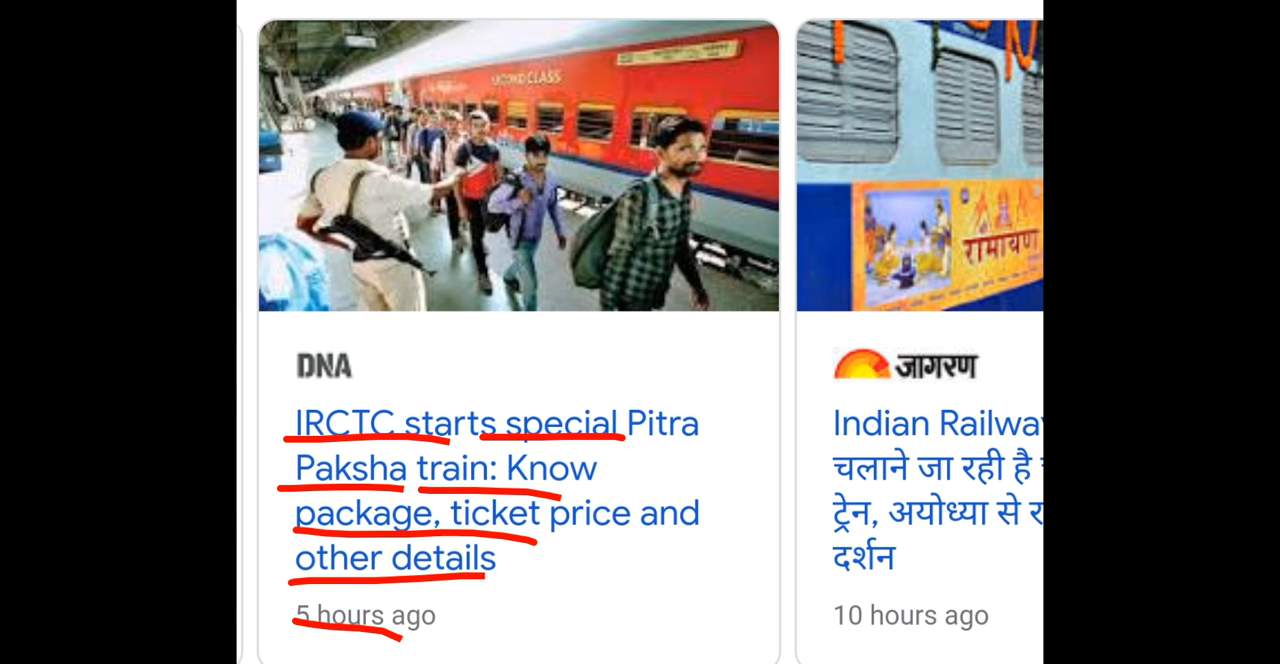 SECOND CLASS
DNA
IRCTC starts special Pitra
Paksha train: Know
package, ticket price and
other details
5 hours ago
रामायण
जागरण
Indian Railway
चलाने जा रही है
ट्रेन, अयोध्या से
दर्शन
10 hours ago